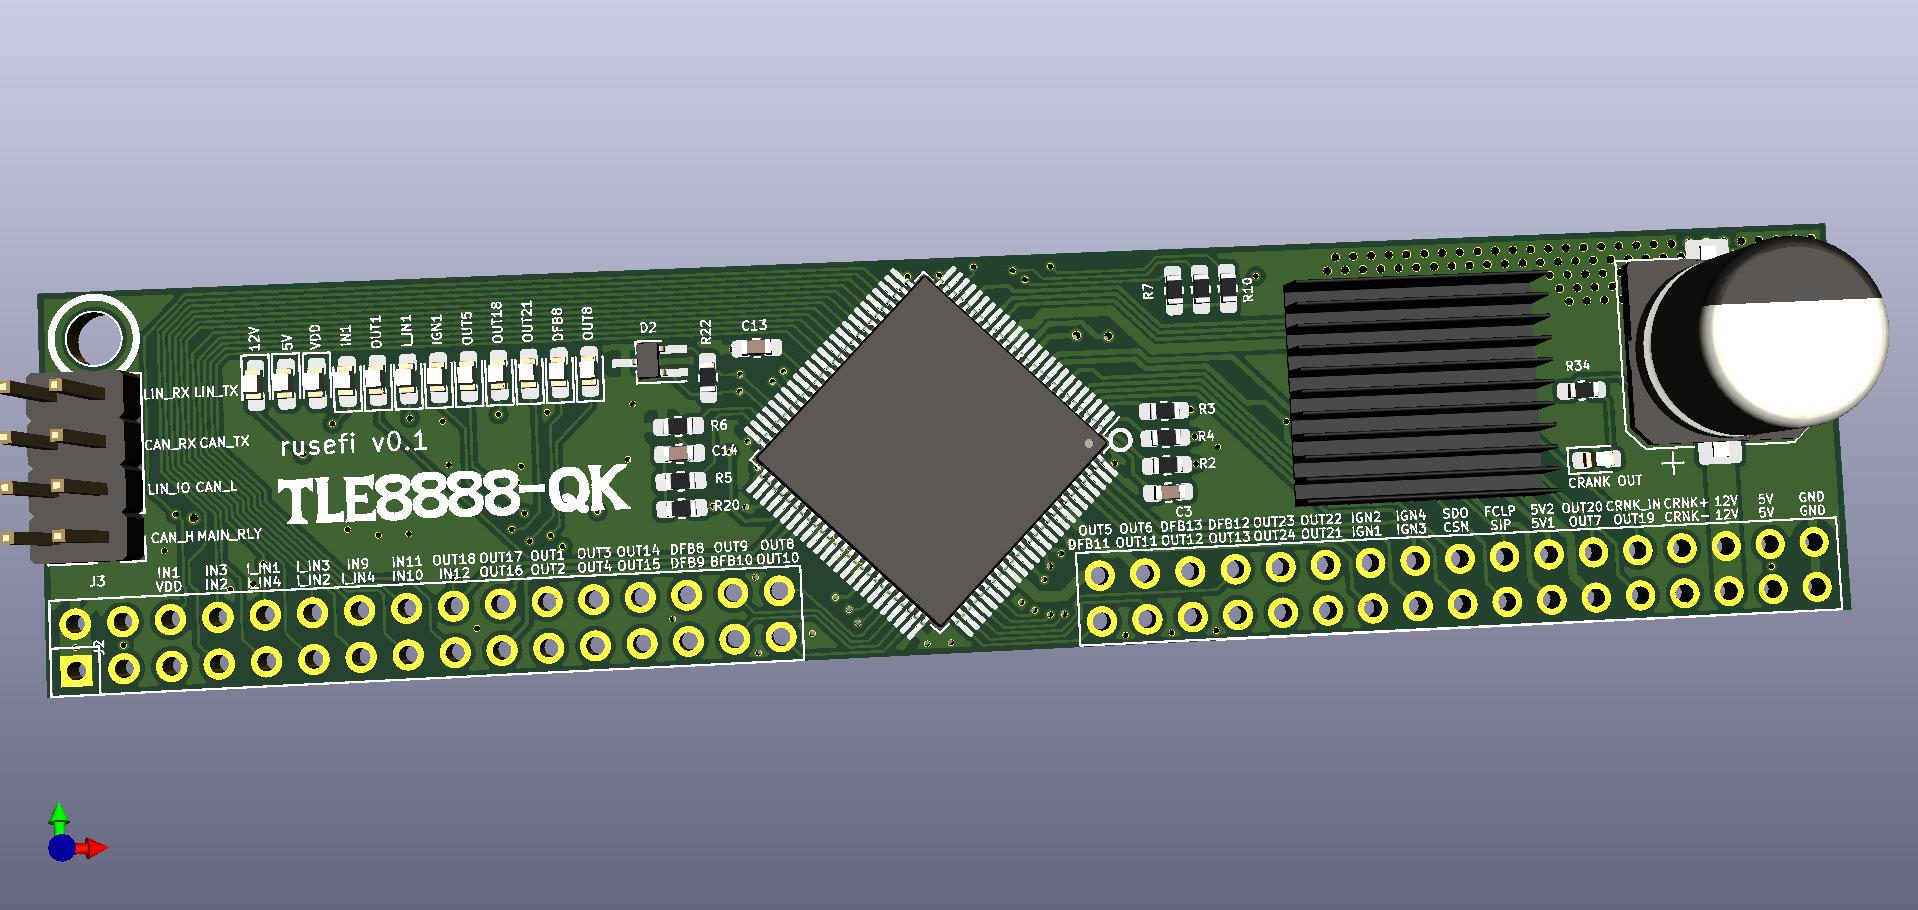 12V 5V VDD IN1 OUT1 I_IN1 IGN1 OUT5 OUT18 OUT21 DFB8 OUT8
D2 R22 C13
R7 R10
LIN_RX LIN_TX
CAN_RX CAN_TX
LIN_IO CAN_L
CAN_H MAIN_RLY
rusefi v0.1
TLE8888-QK
R6
C14
R5
R20
R3
R4
R2
C3
R34
CRANK OUT
J3
J2
IN1 IN3 I_IN1 I_IN3 IN9 IN11 OUT18 OUT17 OUT1 OUT3 OUT14 DFB8 OUT9 OUT8
VDD IN2 I_IN4 I_IN2 I_IN4 IN10 IN12 OUT16 OUT2 OUT4 OUT15 DFB9 BFB10 OUT10
OUT5 OUT6 DFB13 DFB12 OUT23 OUT22 IGN2 IGN4 SDO FCLP 5V2 OUT20 CRNK_IN CRNK+ 12V 5V GND
DFB11 OUT11 OUT12 OUT13 OUT24 OUT21 IGN1 IGN3 CSN SIP 5V1 OUT7 OUT19 CRNK- 12V 5V GND